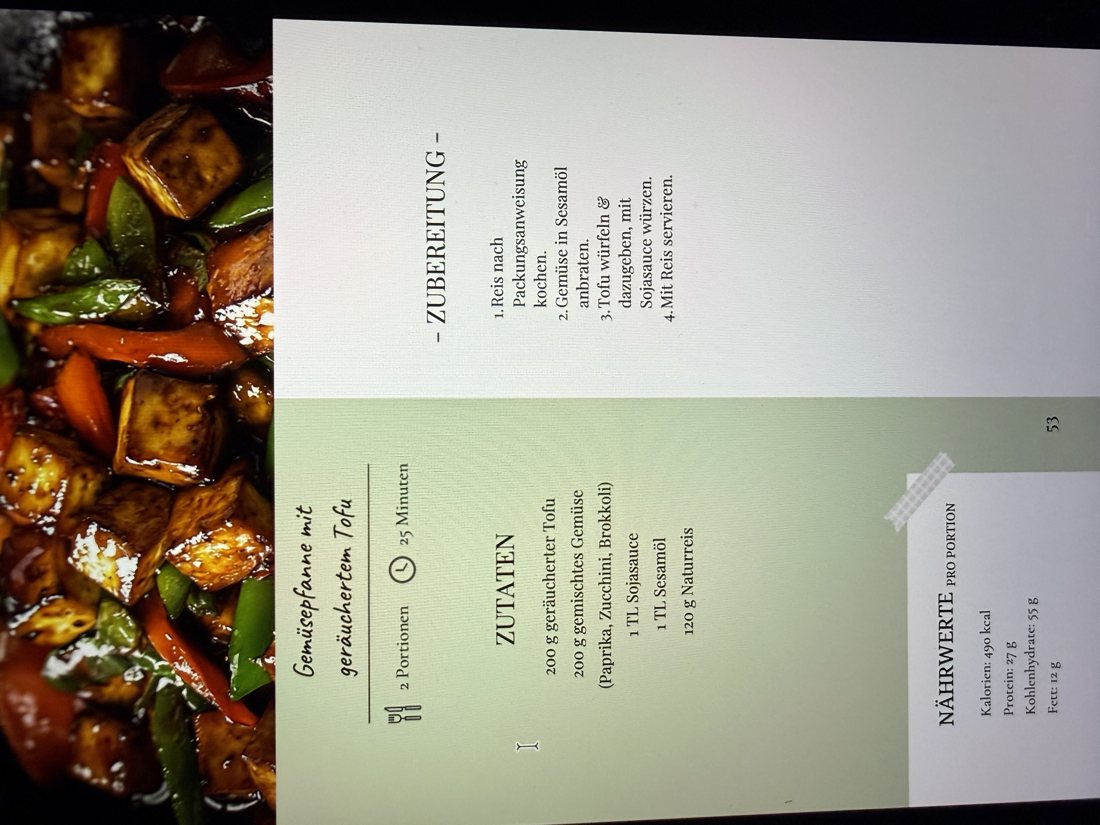 Gemüsepfanne mit
geräuchertem Tofu
2 Portionen 25 Minuten
ZUTATEN
200 g geräucherter Tofu
200 g gemischtes Gemüse
(Paprika, Zucchini, Brokkoli)
1 TL Sojasauce
1 TL Sesamöl
120 g Naturreis
NÄHRWERTE PRO PORTION
Kalorien: 490 kcal
Protein: 27 g
Kohlenhydrate: 55 g
Fett: 12 g
– ZUBEREITUNG –
1. Reis nach
Packungsanweisung
kochen.
2. Gemüse in Sesamöl
anbraten.
3. Tofu würfeln &
dazugeben, mit
Sojasauce würzen.
4. Mit Reis servieren.
53